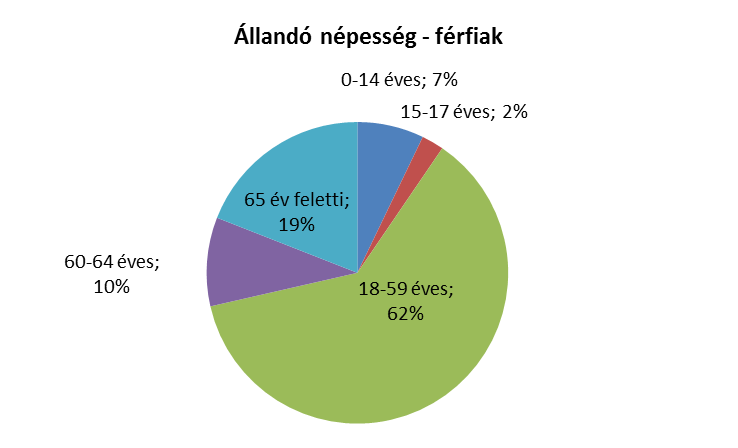 Állandó népesség - férfiak
0-14 éves; 7%
15-17 éves; 2%
65 év feletti;
19%
60-64 éves;
10%
18-59 éves;
62%